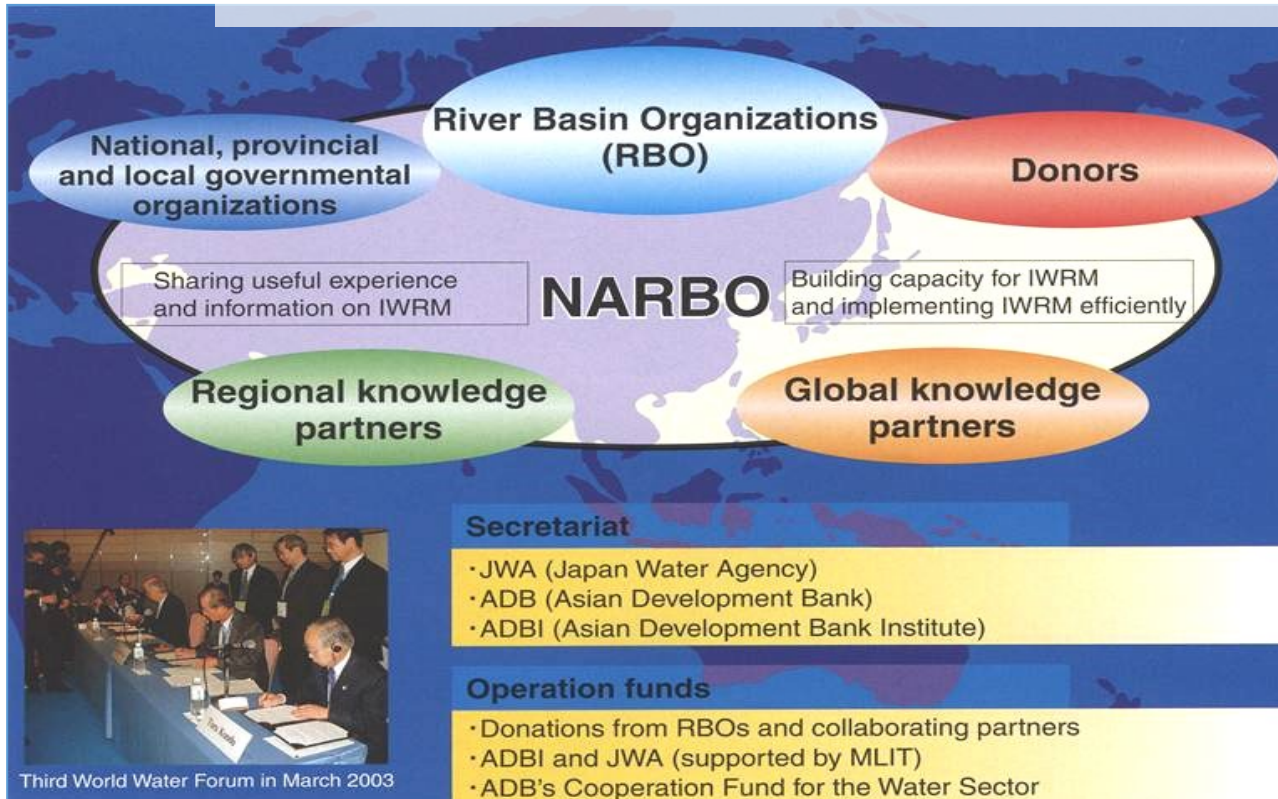 River Basin Organizations
(RBO)
National, provincial
and local governmental
organizations
Donors
Sharing useful experience
and information on IWRM
NARBO
Building capacity for IWRM
and implementing IWRM efficiently
Regional knowledge
partners
Global knowledge
partners
Secretariat
·JWA (Japan Water Agency)
·ADB (Asian Development Bank)
·ADBI (Asian Development Bank Institute)
Operation funds
·Donations from RBOs and collaborating partners
·ADBI and JWA (supported by MLIT)
·ADB's Cooperation Fund for the Water Sector
Third World Water Forum in March 2003